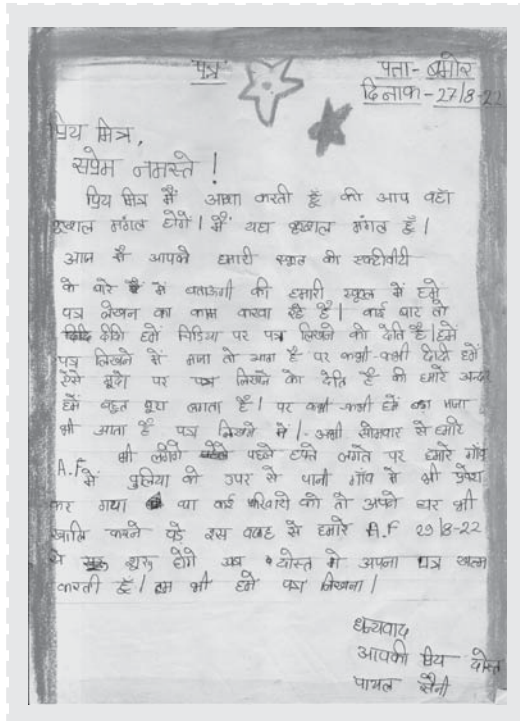 पत्र
पता- बमोर
दिनाक - 27/8-22
प्रिय मित्र,
सप्रेम नमस्ते !
प्रिय मित्र मैं आशा करती हूँ की आप वहाँ
कुशल मंगल होगें। मैं यहा कुशल मंगल हूँ।
आज मैं आपको हमारी स्कूल की एक्टीवीटी
के बारे में बताऊंगी की हमारी स्कूल में हमे
पत्र लेखन का काम करवा रहे है। कई बार तो
दीदी हमें चिडिया पर पत्र लिखने को देति है। हमें
पत्र लिखने में मजा तो आता है पर कभी-कभी दीदी हमें
ऐसे मूदो पर पत्र लिखने को देति है की हमारे अन्दर
हमें बहुत बूरा लगता है। पर कभी-कभी हमें बडा मजा
भी आता है पत्र लिखने में। अभी सोमवार से हमारे
A.F भी लगेंगे पहले हफ्ते लगते पर हमारे गाँव
में पुलिया के उपर से पानी गाँव मे भी प्रवेश
कर गया था कई परिवारो को तो अपने घर भी
खालि करने पडे इस वजह से हमारे A.F 29/8-22
से शुरू होगे अब दोस्त मे अपना पत्र खत्म
करती हूँ। तुम भी हमे पत्र लिखना।
धन्यवाद
आपकी प्रिय दोस्त
पायल सैनी